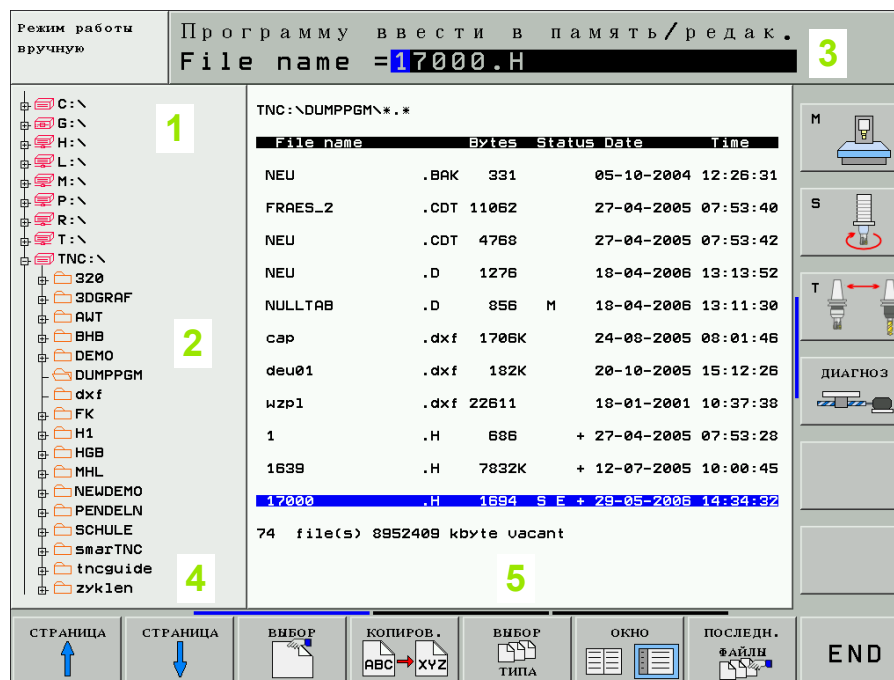 Режим работы
вручную
Программу ввести в память/редак.
File name =17000.H
3
1
C:\
G:\
H:\
L:\
M:\
P:\
R:\
T:\
TNC:\
320
3DGRAF
AWT
BHB
DEMO
DUMPPGM
dxf
FK
H1
HGB
MHL
NEWDEMO
PENDELN
SCHULE
smarTNC
tncguide
zyklen
2
4
TNC:\DUMPPGM\*.*
File name Bytes Status Date Time
NEU .BAK 331 05-10-2004 12:26:31
FRAES_2 .CDT 11062 27-04-2005 07:53:40
NEU .CDT 4768 27-04-2005 07:53:42
NEU .D 1276 18-04-2006 13:13:52
NULLTAB .D 856 M 18-04-2006 13:11:30
cap .dxf 1706K 24-08-2005 08:01:46
deu01 .dxf 182K 20-10-2005 15:12:26
wzpl .dxf 22611 18-01-2001 10:37:38
1 .H 686 + 27-04-2005 07:53:28
1639 .H 7832K + 12-07-2005 10:00:45
17000 .H 1694 S E + 29-05-2006 14:34:32
74 file(s) 8952409 kbyte vacant
5
M
S
T
ДИАГНОЗ
СТРАНИЦА
СТРАНИЦА
ВЫБОР
КОПИРОВ.
ABC XYZ
ВЫБОР
ТИПА
ОКНО
ПОСЛЕДН.
ФАЙЛЫ
END